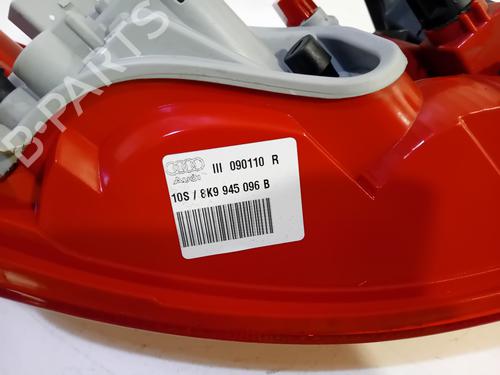 B-PARTS
III 090110 R
Audi
10S / 8K9 945 096 B